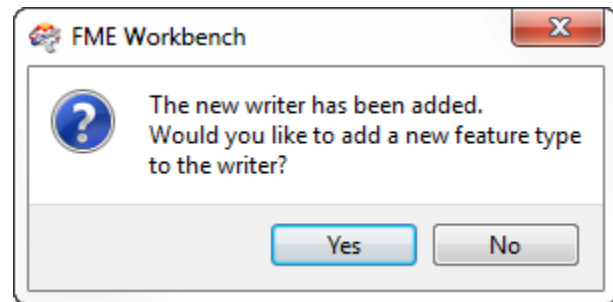 FME Workbench
The new writer has been added.
Would you like to add a new feature type
to the writer?
Yes
No